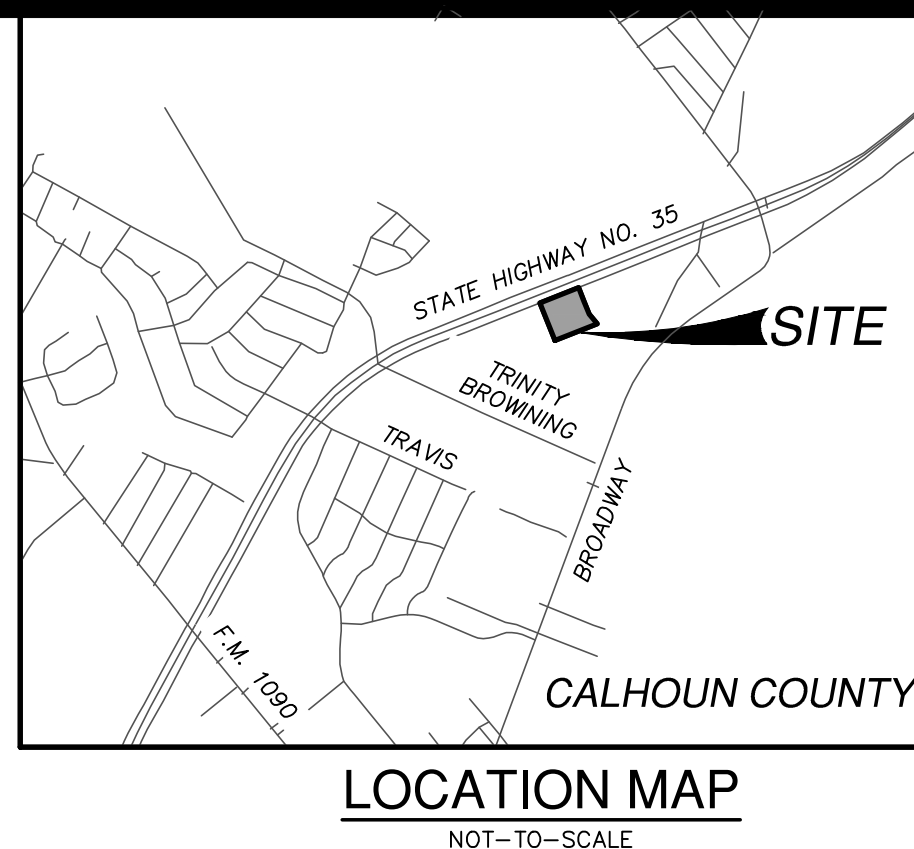 STATE HIGHWAY NO. 35
SITE
TRINITY
BROWINING
TRAVIS
BROADWAY
F.M. 1090
CALHOUN COUNTY
LOCATION MAP
NOT-TO-SCALE